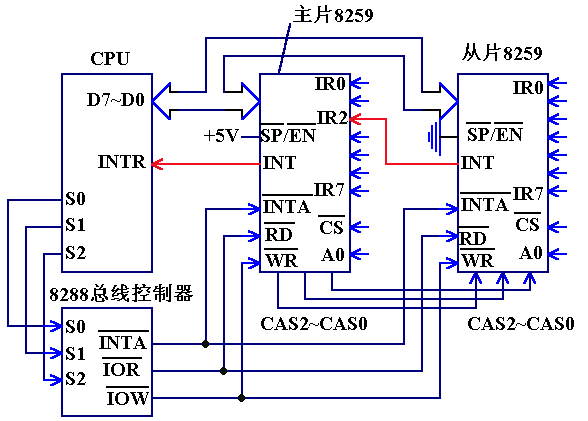 主片8259
从片8259
CPU
D7~D0
INTR
S0
S1
S2
+5V
IR0
IR2
SP/EN
INT
IR7
INTA
CS
RD
A0
WR
CAS2~CAS0
IR0
SP/EN
INT
IR7
INTA
CS
RD
A0
WR
CAS2~CAS0
8288总线控制器
S0
S1
S2
INTA
IOR
IOW